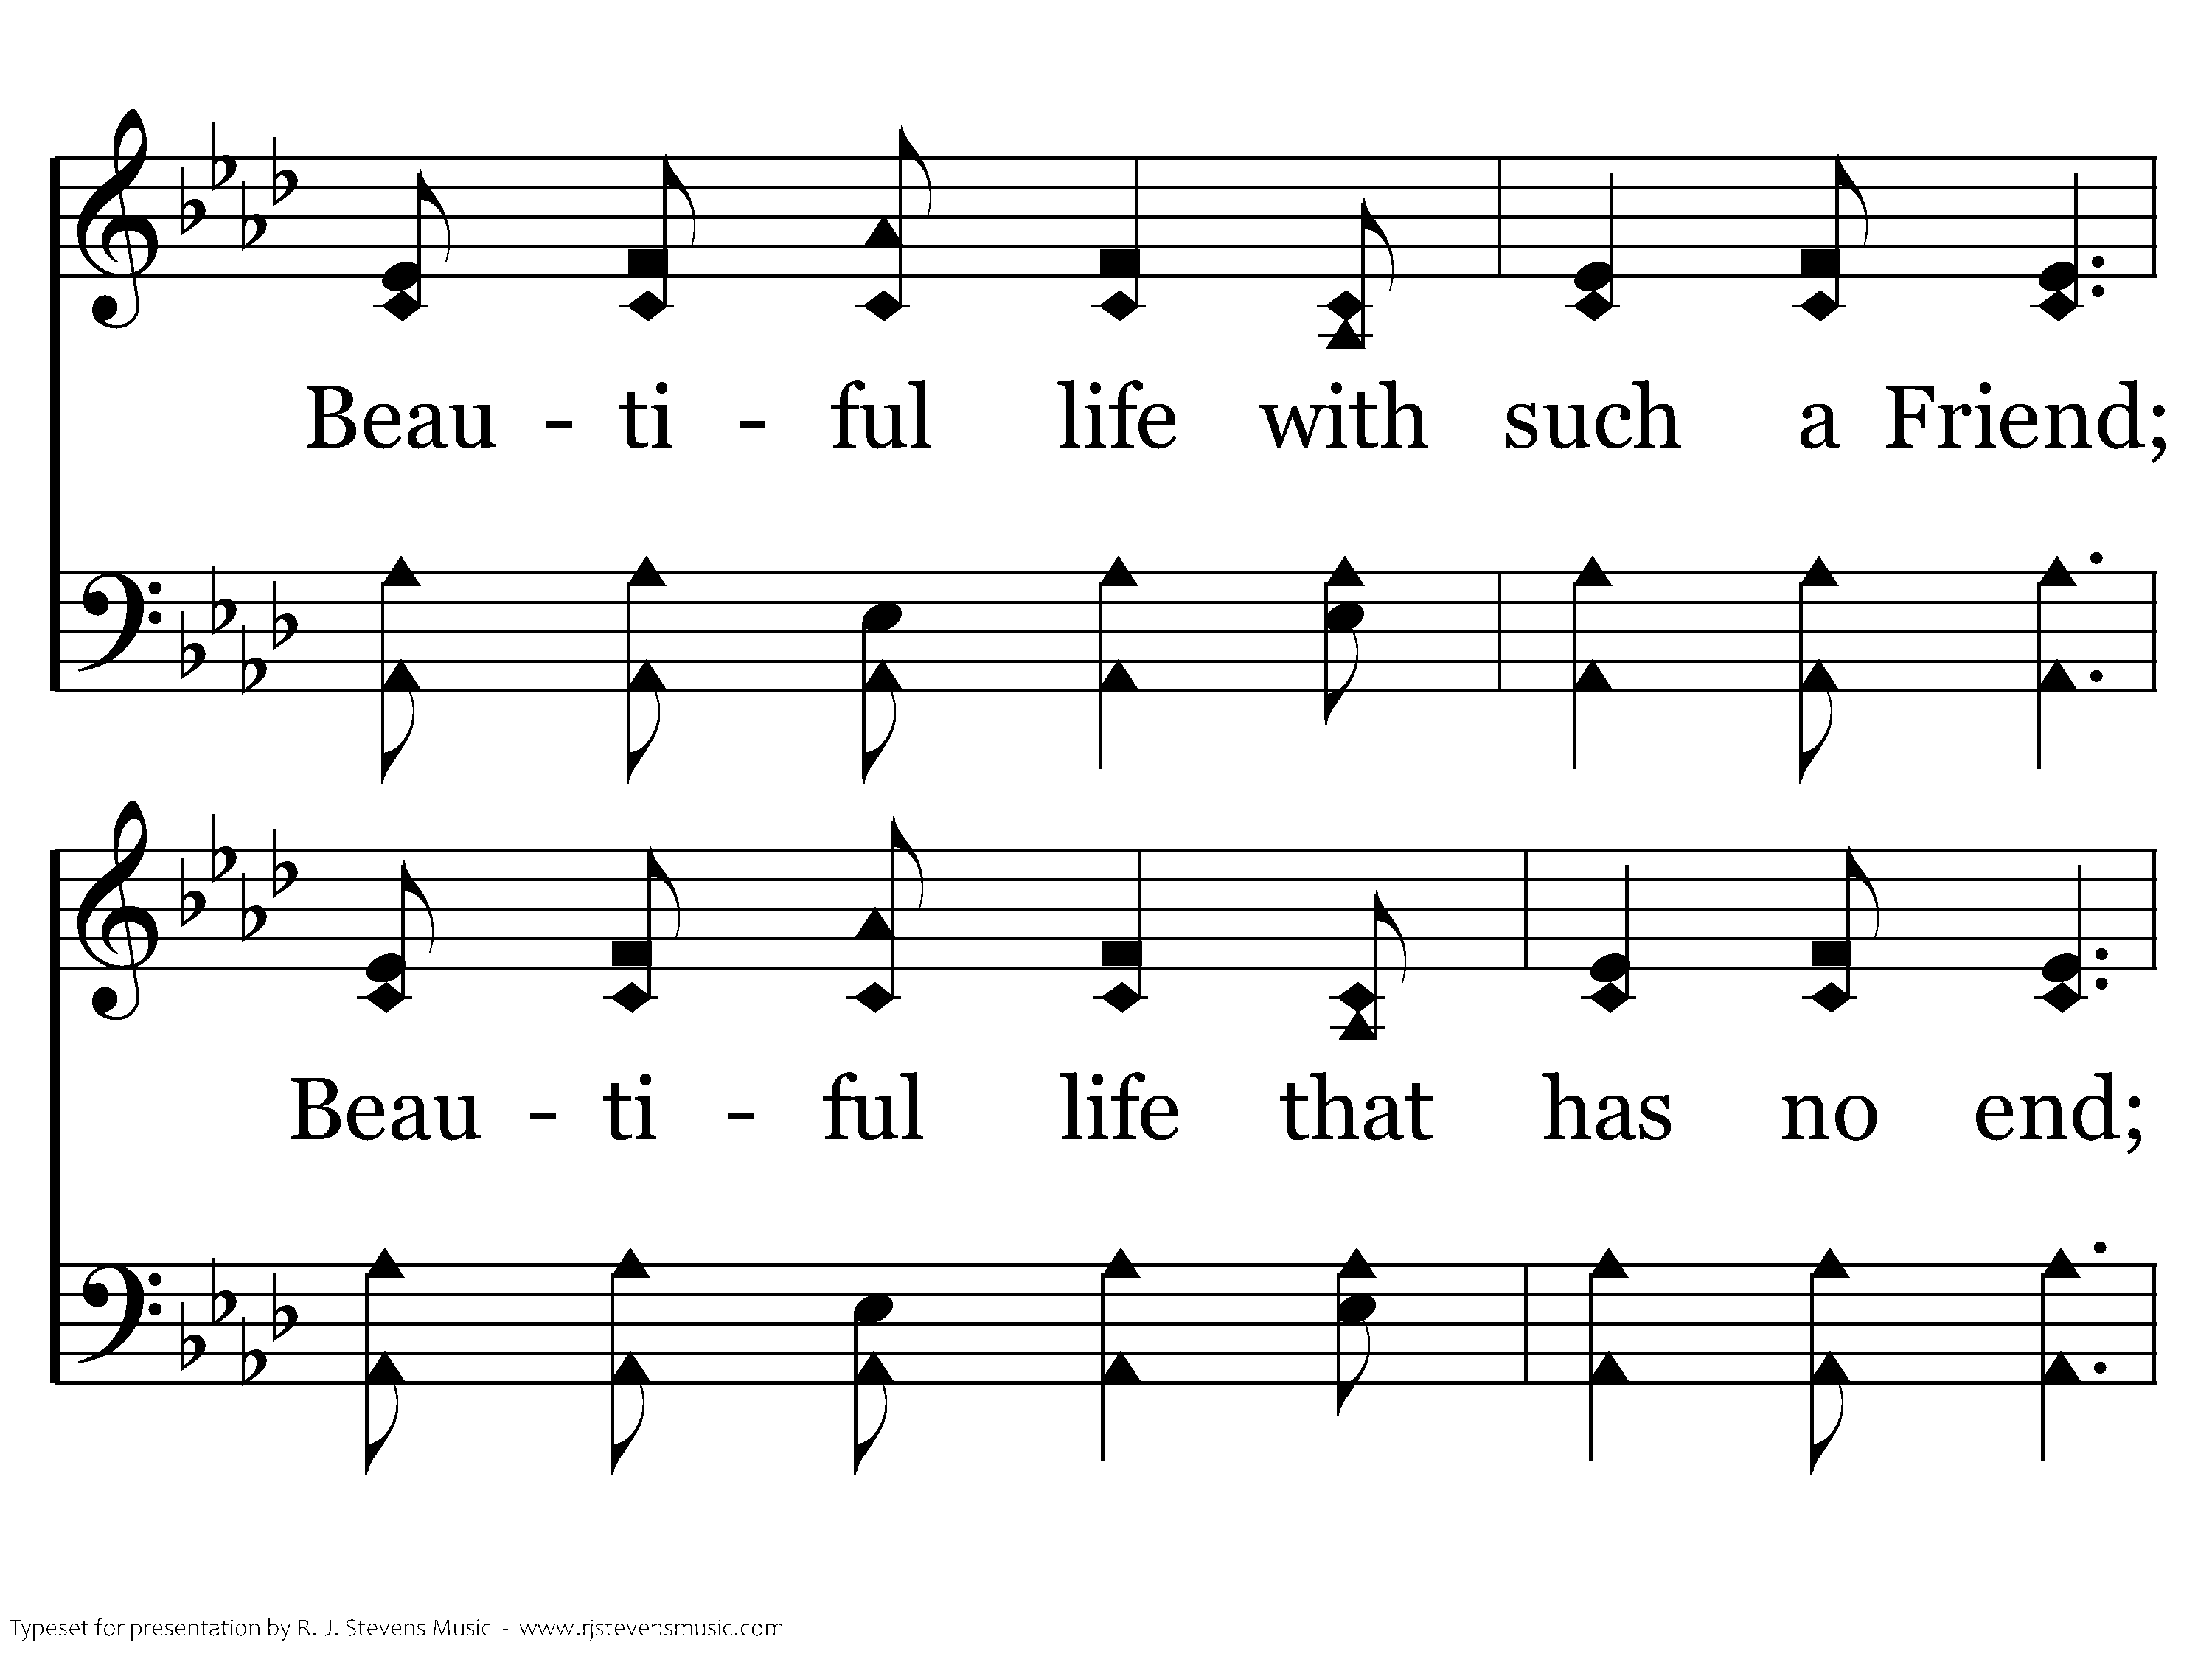 Beau - ti - ful life with such a Friend;
Beau - ti - ful life that has no end;
Typeset for presentation by R. J. Stevens Music - www.rjstevensmusic.com